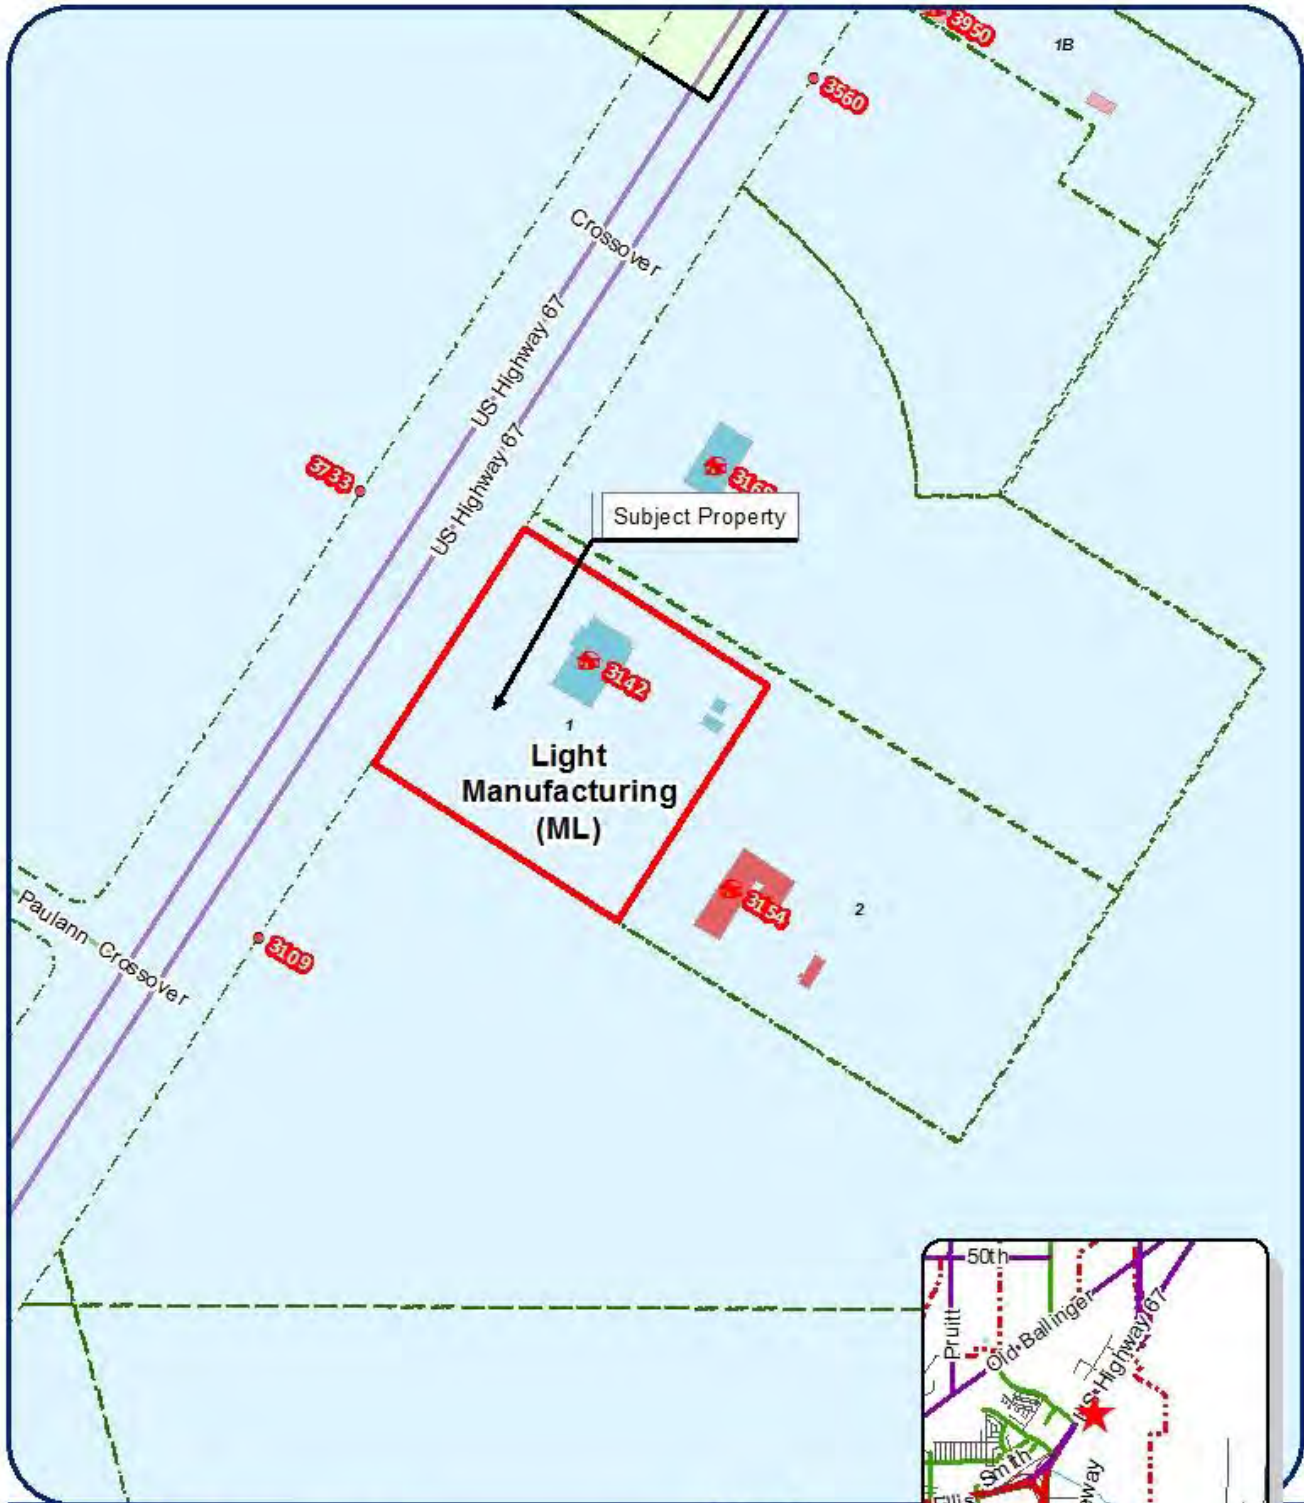 3950
1B
3560
Crossover
US Highway 67
US Highway 67
3733
Subject Property
3142
1
Light
Manufacturing
(ML)
3154
2
Paulann Crossover
3109
50th
Pruitt
Old Ballinger
US Highway 67
Smith